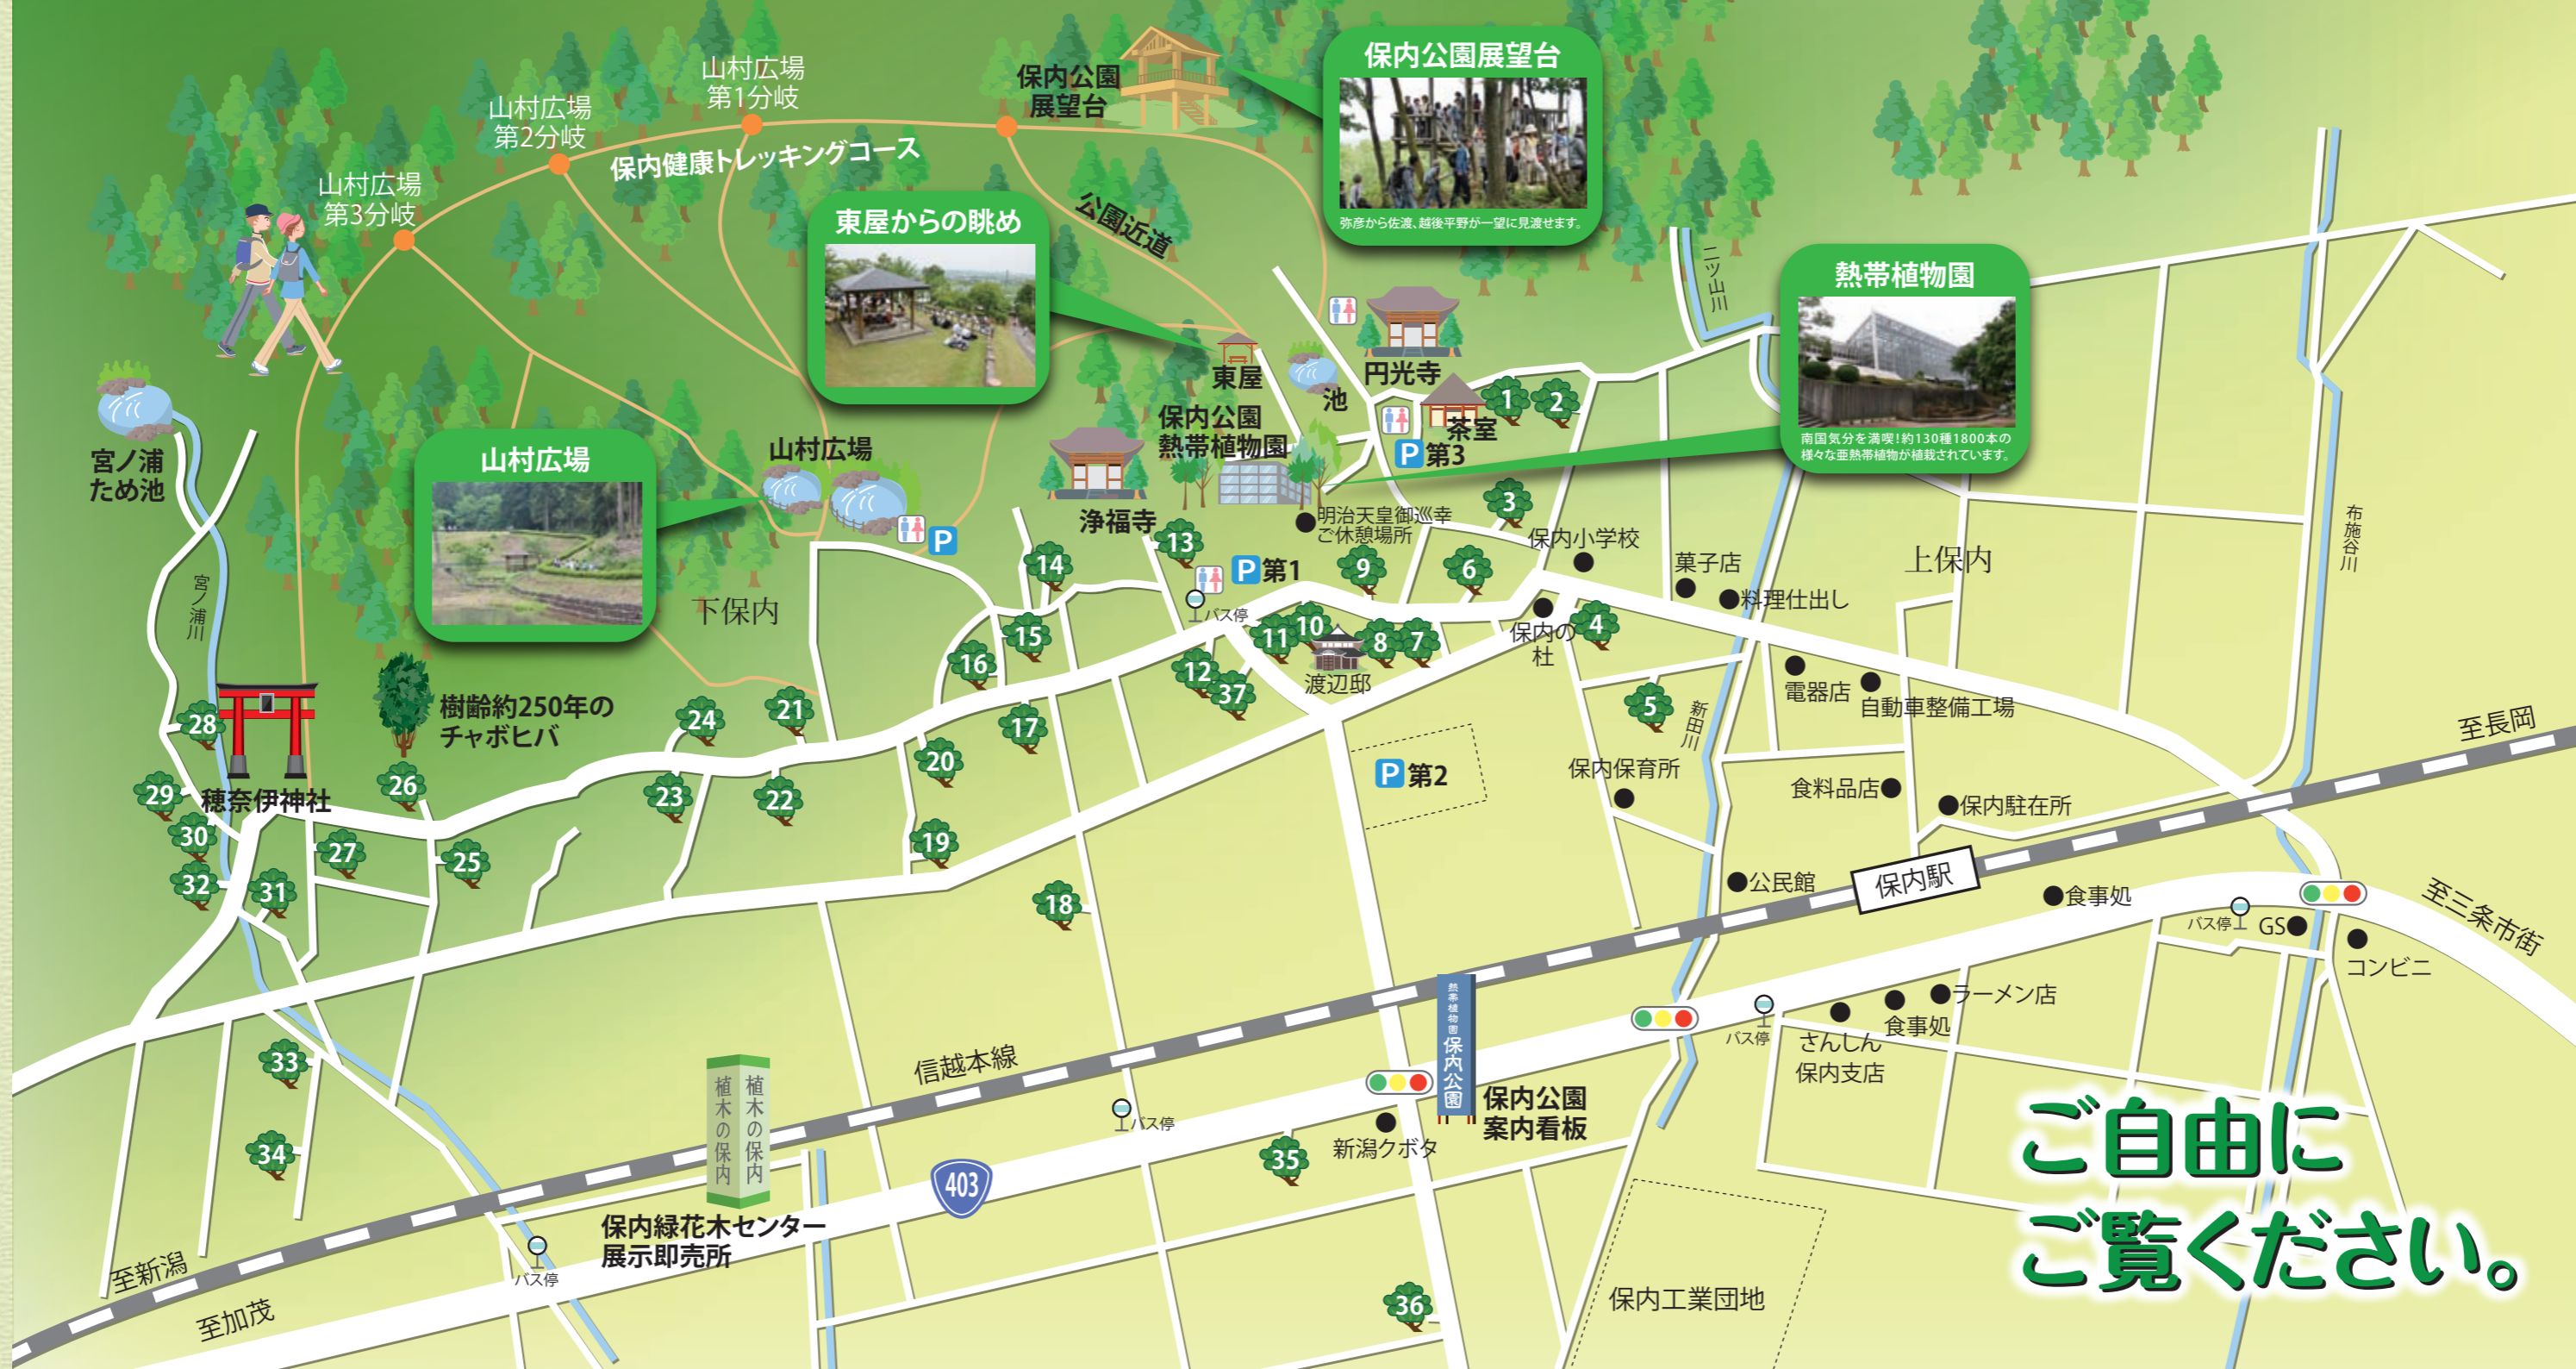 保内公園展望台
弥彦から佐渡、越後平野が一望に見渡せます。
山村広場
第1分岐
保内公園
展望台
山村広場
第2分岐
保内健康トレッキングコース
山村広場
第3分岐
東屋からの眺め
公園近道
二ツ山川
熱帯植物園
南国気分を満喫!約130種1800本の
様々な亜熱帯植物が植栽されています。
東屋
池
円光寺
茶室
1
2
P 第3
保内公園
熱帯植物園
浄福寺
明治天皇御巡幸
ご休憩場所
宮ノ浦
ため池
山村広場
山村広場
P
宮ノ浦川
下保内
3
13
14
P 第1
バス停
9
6
保内小学校
菓子店
料理仕出し
上保内
布施谷川
15
16
12
37
11
10
8
7
渡辺邸
保内の
杜
4
5
新田川
電器店
自動車整備工場
至長岡
28
樹齢約250年の
チャボヒバ
24
21
17
20
P 第2
保内保育所
食料品店
保内駐在所
29
穂奈伊神社
26
23
22
30
27
25
19
32
31
18
公民館
保内駅
食事処
バス停
GS
コンビニ
至三条市街
33
34
信越本線
植木の保内
植木の保内
保内緑花木センター
展示即売所
403
バス停
熱帯植物園
保内公園
保内公園
案内看板
新潟クボタ
35
バス停
さんしん
保内支店
食事処
ラーメン店
至新潟
至加茂
バス停
36
保内工業団地
ご自由に
ご覧ください。